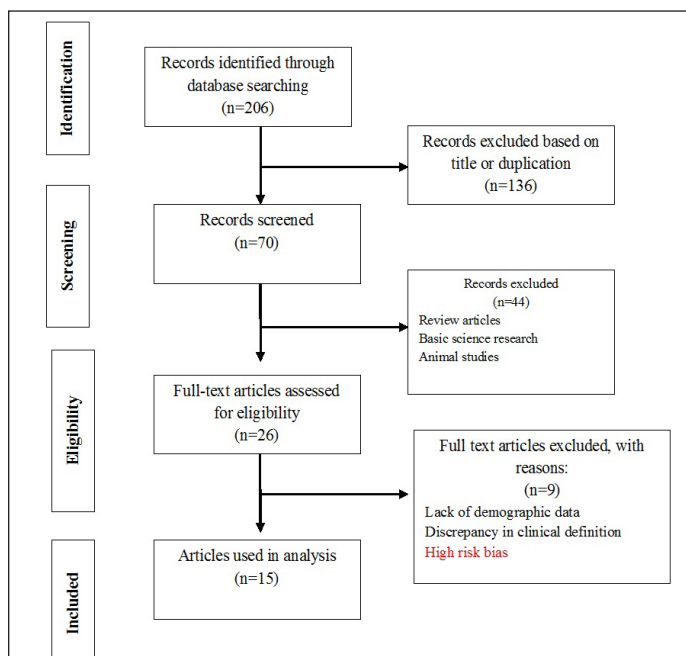 Identification
Records identified through
database searching
(n=206)
Records excluded based on
title or duplication
(n=136)
Screening
Records screened
(n=70)
Records excluded
(n=44)
Review articles
Basic science research
Animal studies
Eligibility
Full-text articles assessed
for eligibility
(n=26)
Full text articles excluded, with
reasons:
(n=9)
Lack of demographic data
Discrepancy in clinical definition
High risk bias
Included
Articles used in analysis
(n=15)